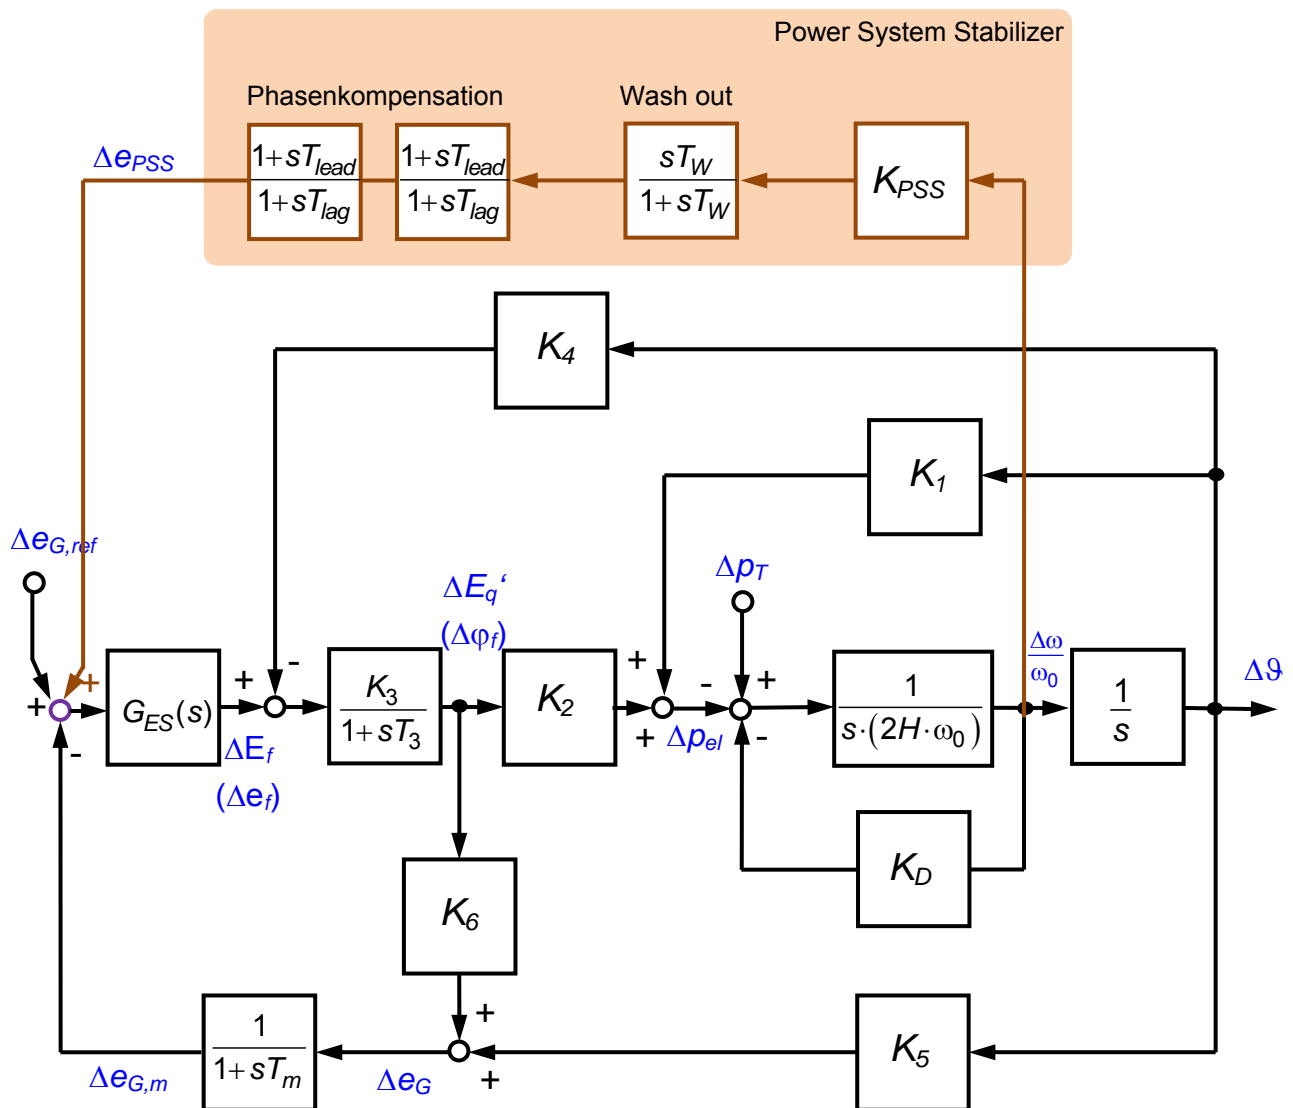 Power System Stabilizer
Phasenkompensation
Wash out
Δe_PSS
1+sT_lead
1+sT_lag
1+sT_lead
1+sT_lag
sT_W
1+sT_W
K_PSS
K_4
K_1
Δe_G,ref
ΔE_q‘
(Δφ_f)
Δp_T
Δω
ω_0
Δϑ
+
+
-
G_ES(s)
+
-
ΔE_f
(Δe_f)
K_3
1+sT_3
K_2
+
+
Δp_el
-
+
-
1
s·(2H·ω_0)
1
s
K_D
K_6
+
+
K_5
1
1+sT_m
Δe_G,m
Δe_G